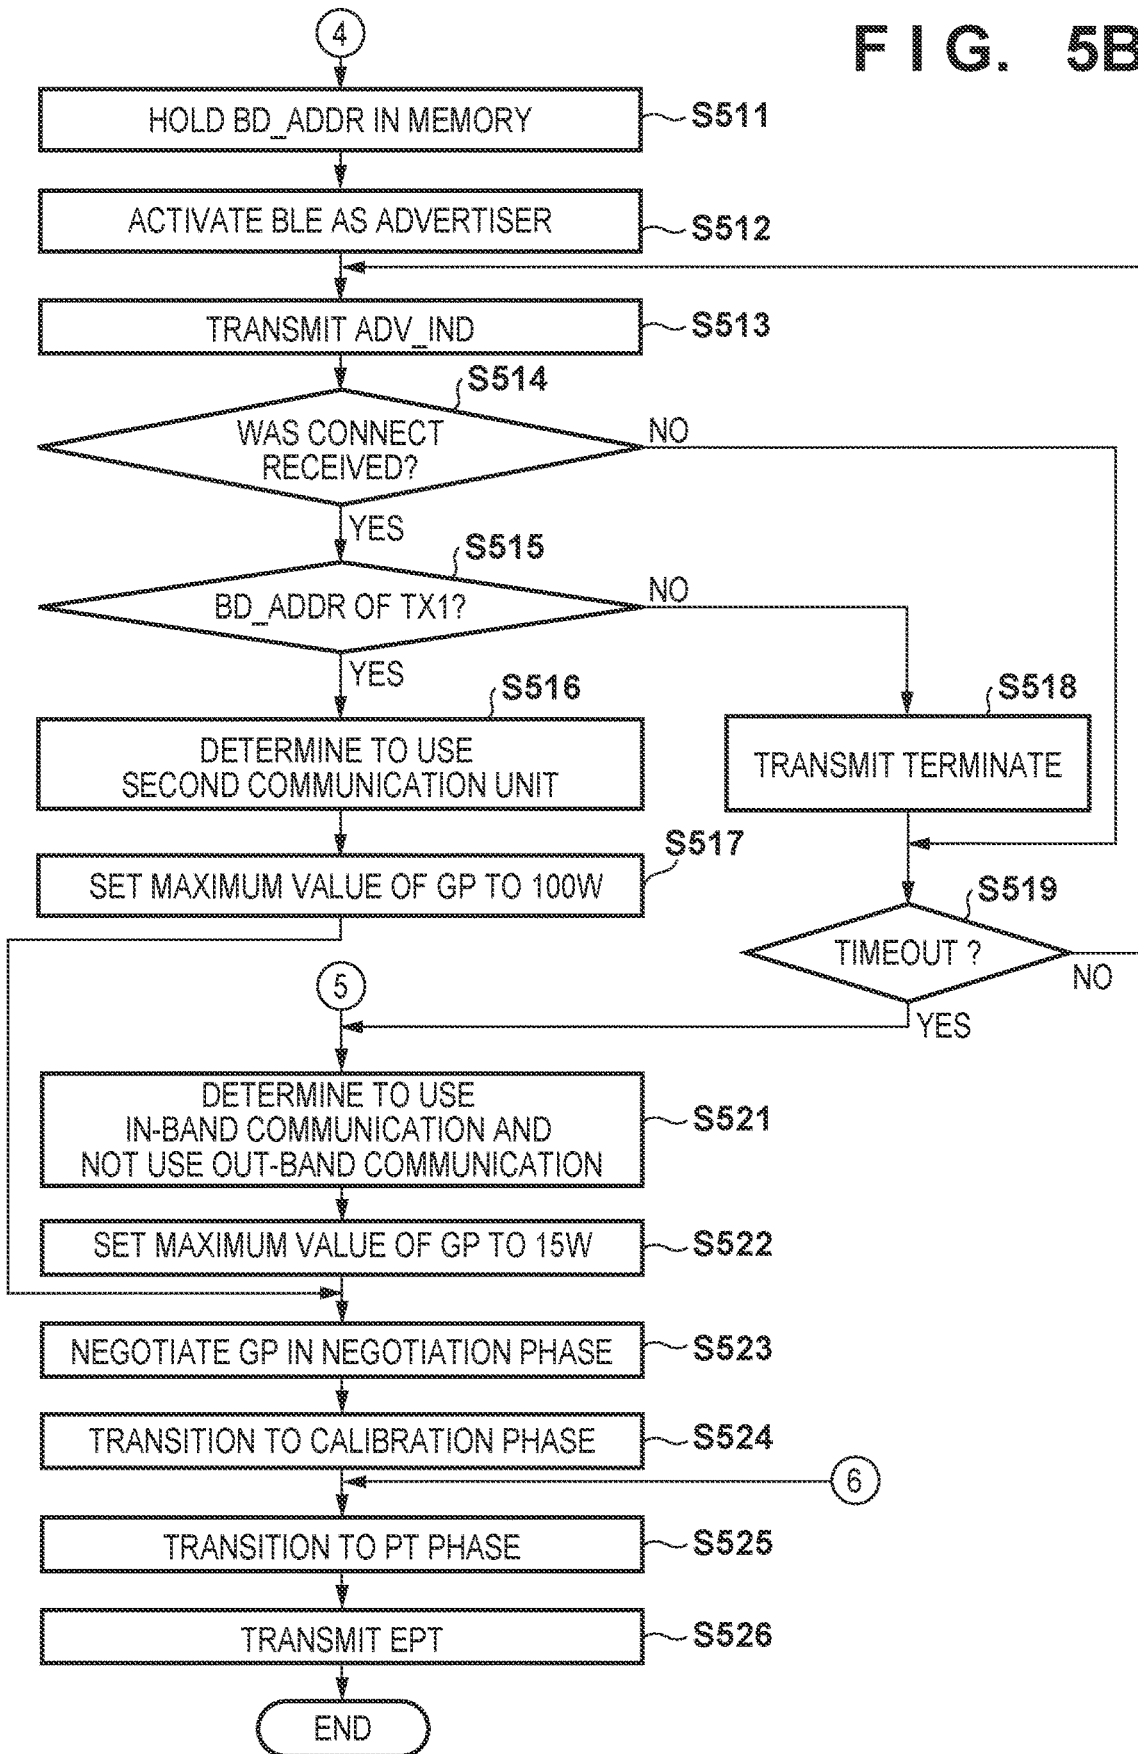 FIG. 5B
4
HOLD BD_ADDR IN MEMORY
S511
ACTIVATE BLE AS ADVERTISER
S512
TRANSMIT ADV_IND
S513
S514
WAS CONNECT
RECEIVED?
NO
YES
S515
BD_ADDR OF TX1?
NO
YES
S516
DETERMINE TO USE
SECOND COMMUNICATION UNIT
S518
TRANSMIT TERMINATE
S517
SET MAXIMUM VALUE OF GP TO 100W
S519
TIMEOUT ?
NO
YES
5
DETERMINE TO USE
IN-BAND COMMUNICATION AND
NOT USE OUT-BAND COMMUNICATION
S521
SET MAXIMUM VALUE OF GP TO 15W
S522
NEGOTIATE GP IN NEGOTIATION PHASE
S523
TRANSITION TO CALIBRATION PHASE
S524
6
TRANSITION TO PT PHASE
S525
TRANSMIT EPT
S526
END